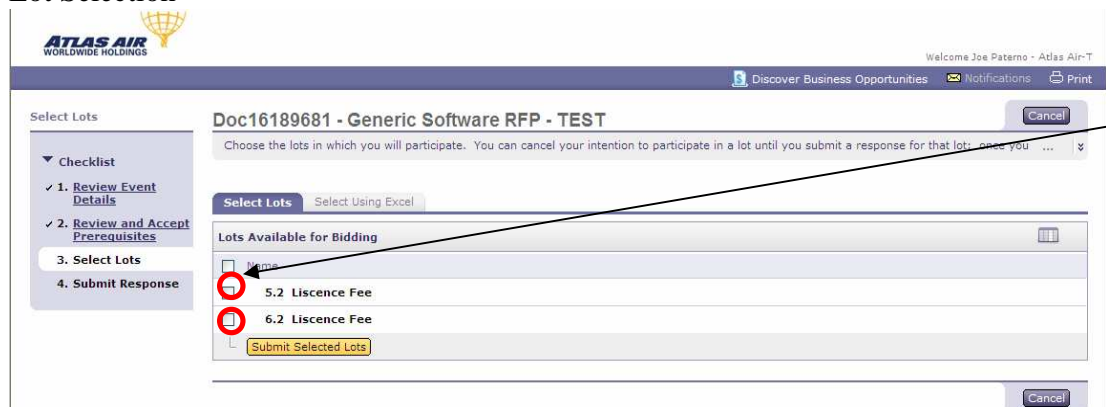 Lot Selection
ATLAS AIR
WORLDWIDE HOLDINGS
Welcome Joe Paterno - Atlas Air-T
Discover Business Opportunities Notifications Print
Select Lots
Doc16189681 - Generic Software RFP - TEST
Cancel
Choose the lots in which you will participate. You can cancel your intention to participate in a lot until you submit a response for that lot; once you ...
Checklist
1. Review Event
Details
2. Review and Accept
Prerequisites
3. Select Lots
4. Submit Response
Select Lots Select Using Excel
Lots Available for Bidding
Name
5.2 Liscence Fee
6.2 Liscence Fee
Submit Selected Lots
Cancel